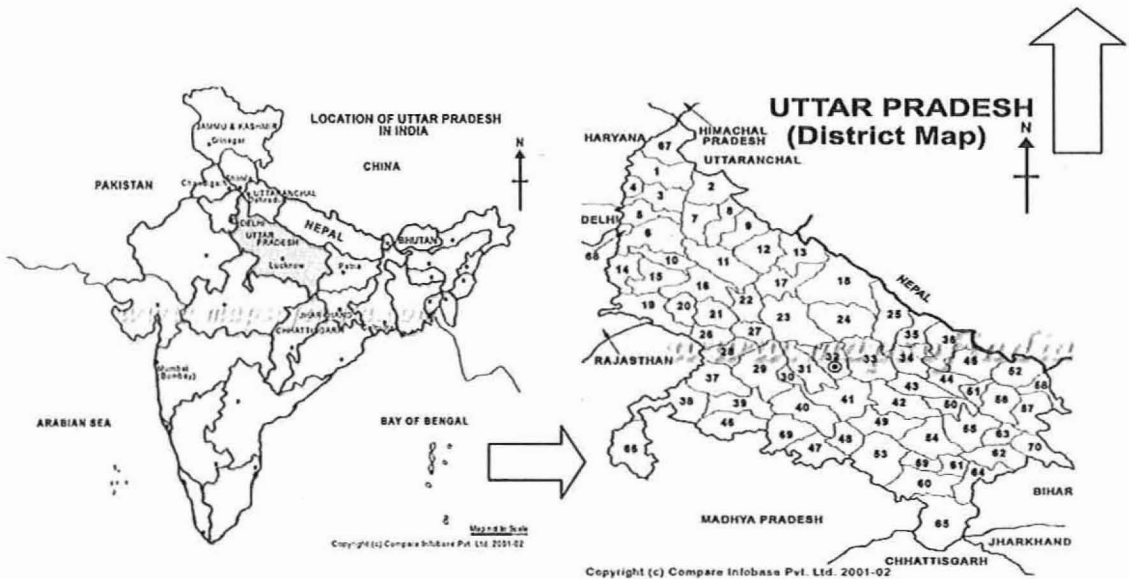 LOCATION OF UTTAR PRADESH
IN INDIA
JAMMU & KASHMIR
Srinagar
CHINA
N
PAKISTAN
Shimla
Chandigarh
UTTARANCHAL
DELHI
UTTAR
PRADESH
NEPAL
BHUTAN
Lucknow
Patna
JHARKHAND
CHHATTISGARH
Mumbai
(Bombay)
ARABIAN SEA
BAY OF BENGAL
Map not to Scale
Copyright (c) Compare Infobase Pvt. Ltd. 2001-02
UTTAR PRADESH
(District Map)
N
HARYANA
HIMACHAL
PRADESH
UTTARANCHAL
67
1
2
4
3
DELHI
5
7
8
9
6
12
13
68
14
15
10
11
17
18
NEPAL
16
19
20
21
22
23
24
25
26
27
35
36
RAJASTHAN
28
29
30
31
32
33
34
45
52
58
37
38
39
40
41
42
43
44
51
56
57
46
49
50
55
63
70
66
69
47
48
53
54
59
61
62
64
60
BIHAR
MADHYA PRADESH
65
JHARKHAND
CHHATTISGARH
Copyright (c) Compare Infobase Pvt. Ltd. 2001-02